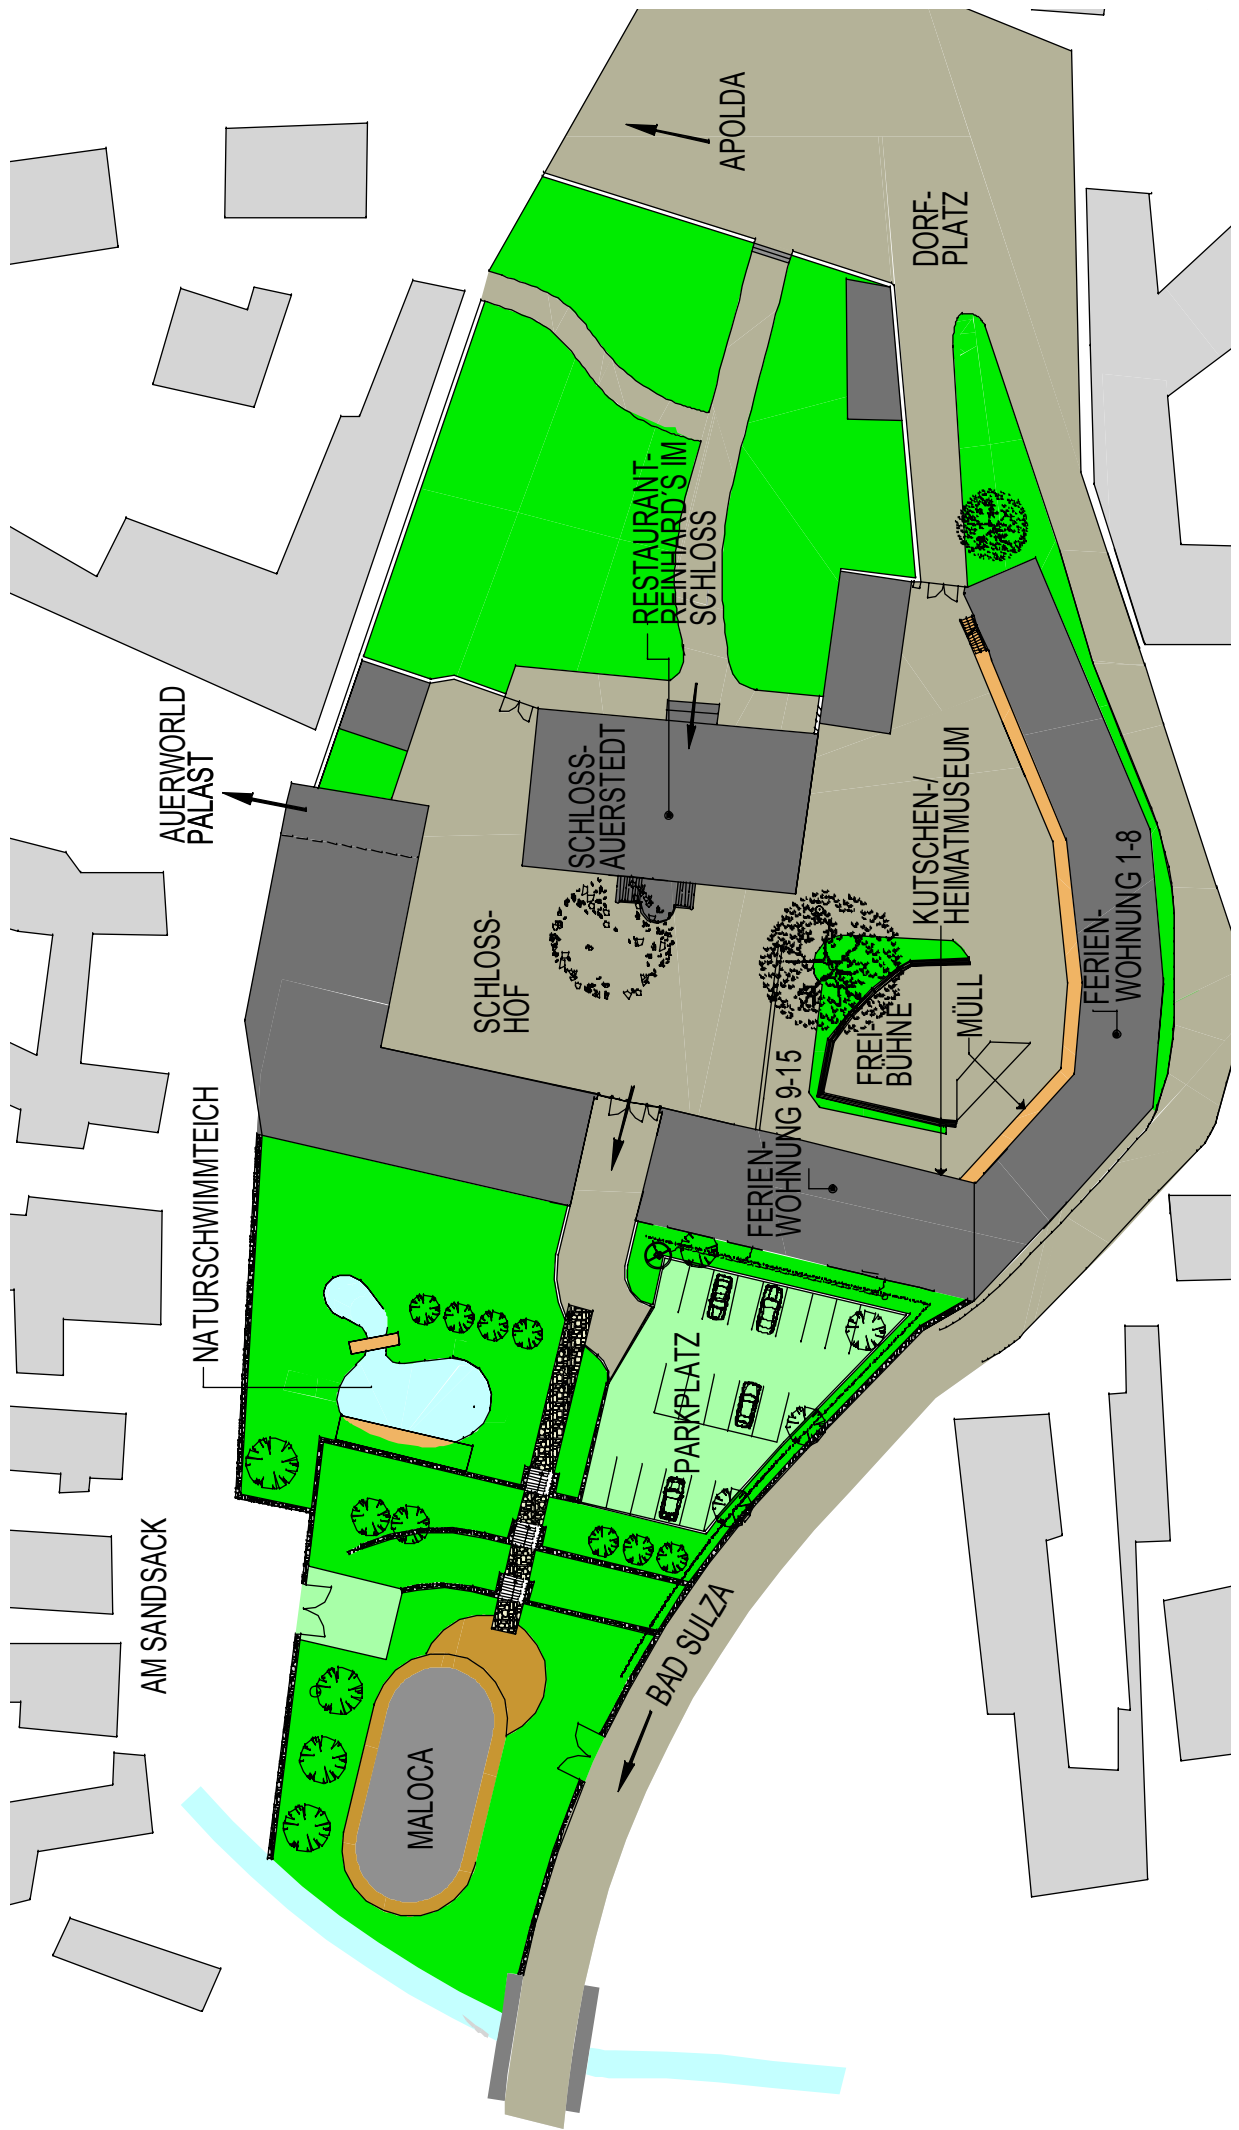 APOLDA
DORF-
PLATZ
RESTAURANT-
REINHARD'S IM
SCHLOSS
AUERWORLD
PALAST
SCHLOSS-
AUERSTEDT
SCHLOSS-
HOF
KUTSCHEN-/
HEIMATMUSEUM
FERIEN-
WOHNUNG 1-8
FREI-
BÜHNE
MÜLL
FERIEN-
WOHNUNG 9-15
NATURSCHWIMMTEICH
PARKPLATZ
AM SANDSACK
BAD SULZA
MALOCA